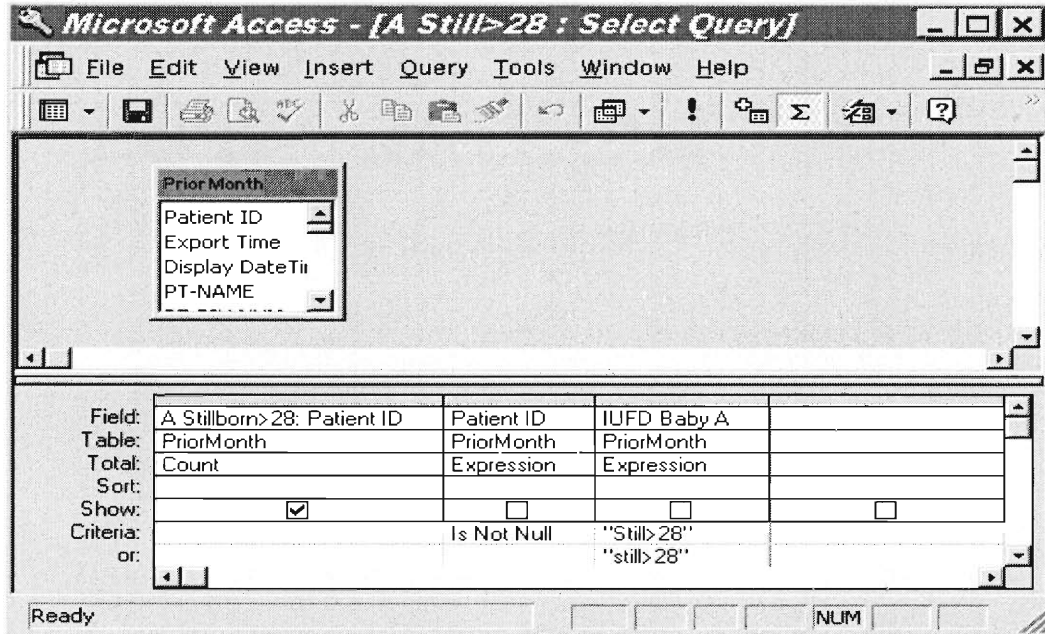 Microsoft Access - [A Still>28 : Select Query]
File Edit View Insert Query Tools Window Help
PriorMonth
Patient ID
Export Time
Display DateTi
PT-NAME
Field: A Stillborn>28: Patient ID Patient ID IUFD Baby A
Table: PriorMonth PriorMonth PriorMonth
Total: Count Expression Expression
Sort:
Show:
Criteria: Is Not Null "Still>28"
or: "still>28"
Ready NUM